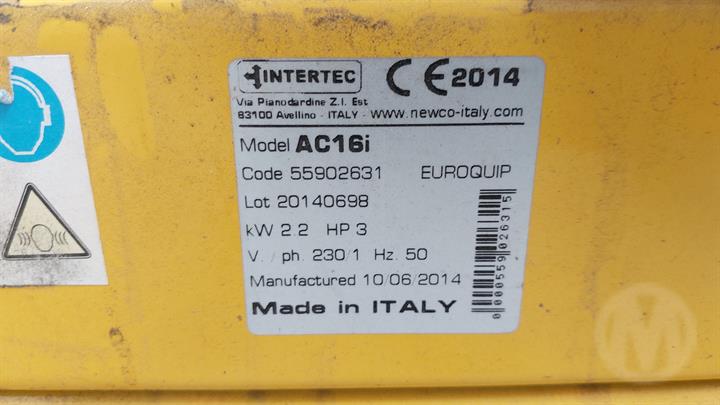 INTERTEC CE 2014
Via Pianodardine Z.I. Est
83100 Avellino - ITALY - www.newco-italy.com
Model AC16i
Code 55902631 EUROQUIP
Lot 20140698
kW 2.2 HP 3
V. / ph. 230/1 Hz. 50
Manufactured 10/06/2014
Made in ITALY
0000559026315
M